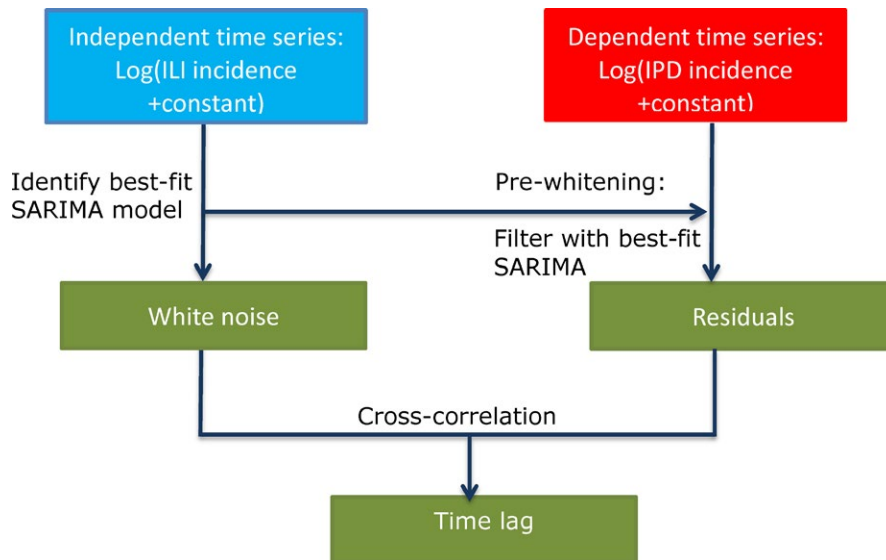 Independent time series:
Log(ILI incidence
+constant)
Dependent time series:
Log(IPD incidence
+constant)
Identify best-fit
SARIMA model
Pre-whitening:
Filter with best-fit
SARIMA
White noise
Residuals
Cross-correlation
Time lag